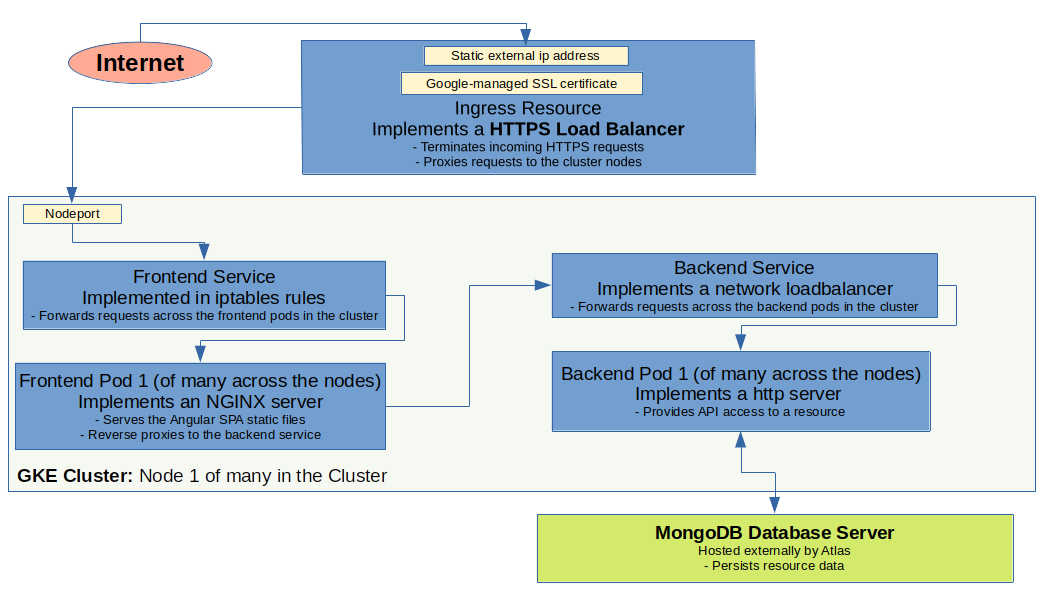 Internet
Static external ip address
Google-managed SSL certificate
Ingress Resource
Implements a HTTPS Load Balancer
- Terminates incoming HTTPS requests
- Proxies requests to the cluster nodes
Nodeport
Frontend Service
Implemented in iptables rules
- Forwards requests across the frontend pods in the cluster
Backend Service
Implements a network loadbalancer
- Forwards requests across the backend pods in the cluster
Frontend Pod 1 (of many across the nodes)
Implements an NGINX server
- Serves the Angular SPA static files
- Reverse proxies to the backend service
Backend Pod 1 (of many across the nodes)
Implements a http server
- Provides API access to a resource
GKE Cluster: Node 1 of many in the Cluster
MongoDB Database Server
Hosted externally by Atlas
- Persists resource data